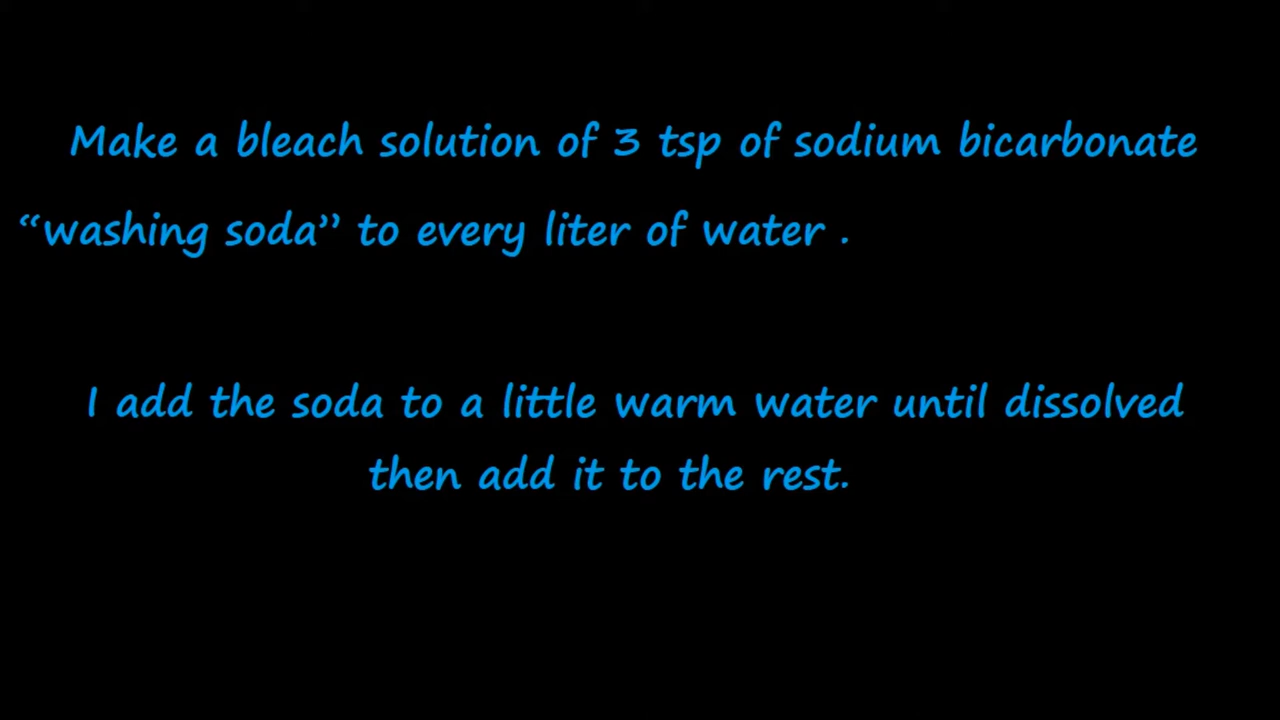 Make a bleach solution of 3 tsp of sodium bicarbonate
“washing soda” to every liter of water .
I add the soda to a little warm water until dissolved
then add it to the rest.